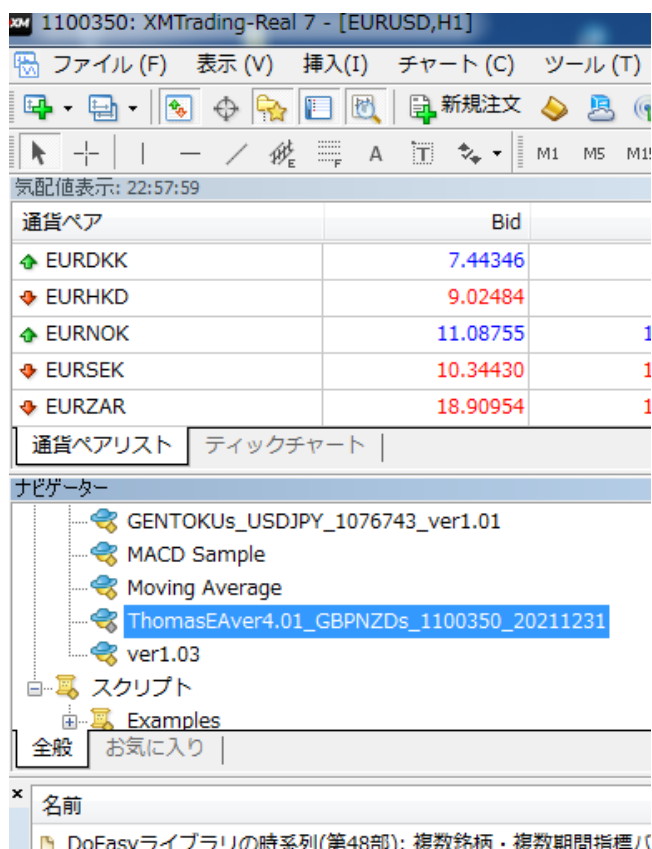 XM 1100350: XMTrading-Real 7 - [EURUSD,H1]
ファイル (F) 表示 (V) 挿入(I) チャート (C) ツール (T)
新規注文
E F A T M1 M5
気配値表示: 22:57:59
通貨ペア Bid
EURDKK 7.44346
EURHKD 9.02484
EURNOK 11.08755 1
EURSEK 10.34430 1
EURZAR 18.90954 1
通貨ペアリスト ティックチャート
ナビゲーター
GENTOKUs_USDJPY_1076743_ver1.01
MACD Sample
Moving Average
ThomasEAver4.01_GBPNZDs_1100350_20211231
ver1.03
スクリプト
Examples
全般 お気に入り
名前
DoEasyライブラリの時系列(第48部): 複数銘柄・複数期間指標